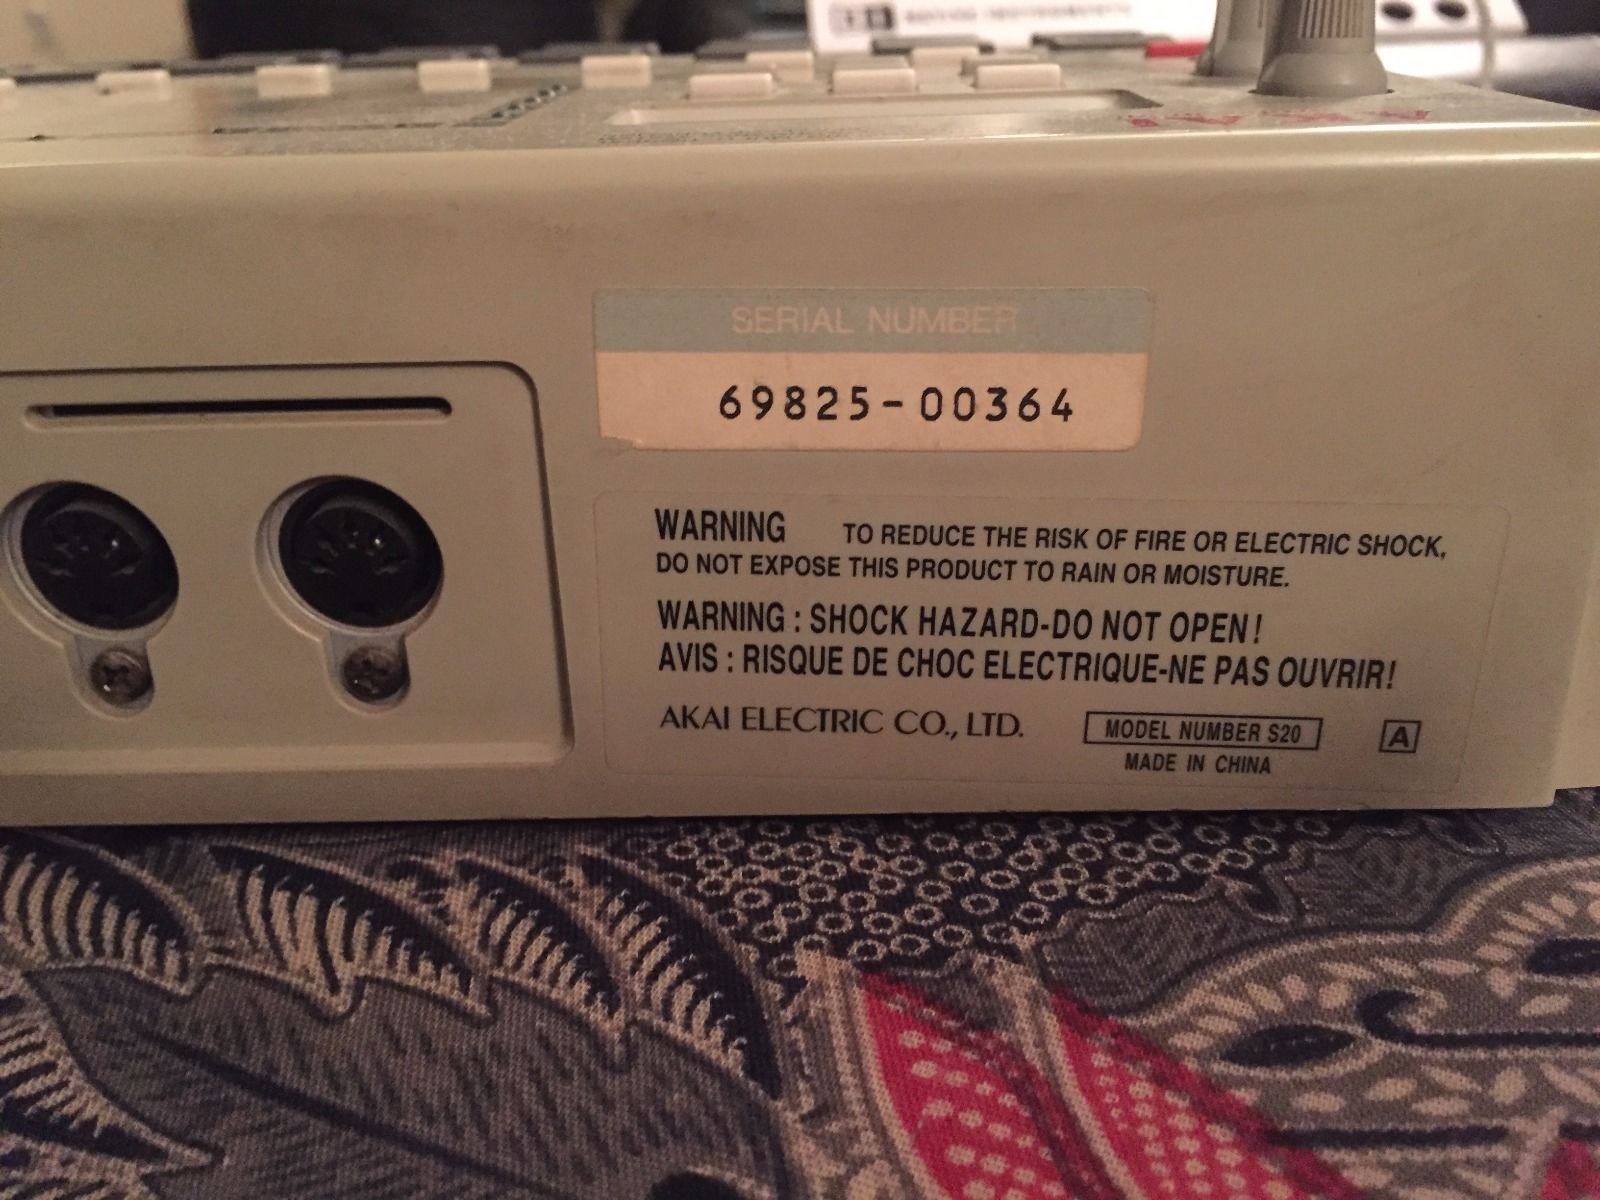 SERIAL NUMBER
69825-00364
WARNING TO REDUCE THE RISK OF FIRE OR ELECTRIC SHOCK,
DO NOT EXPOSE THIS PRODUCT TO RAIN OR MOISTURE.
WARNING : SHOCK HAZARD-DO NOT OPEN!
AVIS : RISQUE DE CHOC ELECTRIQUE-NE PAS OUVRIR!
AKAI ELECTRIC CO., LTD. MODEL NUMBER S20 A
MADE IN CHINA